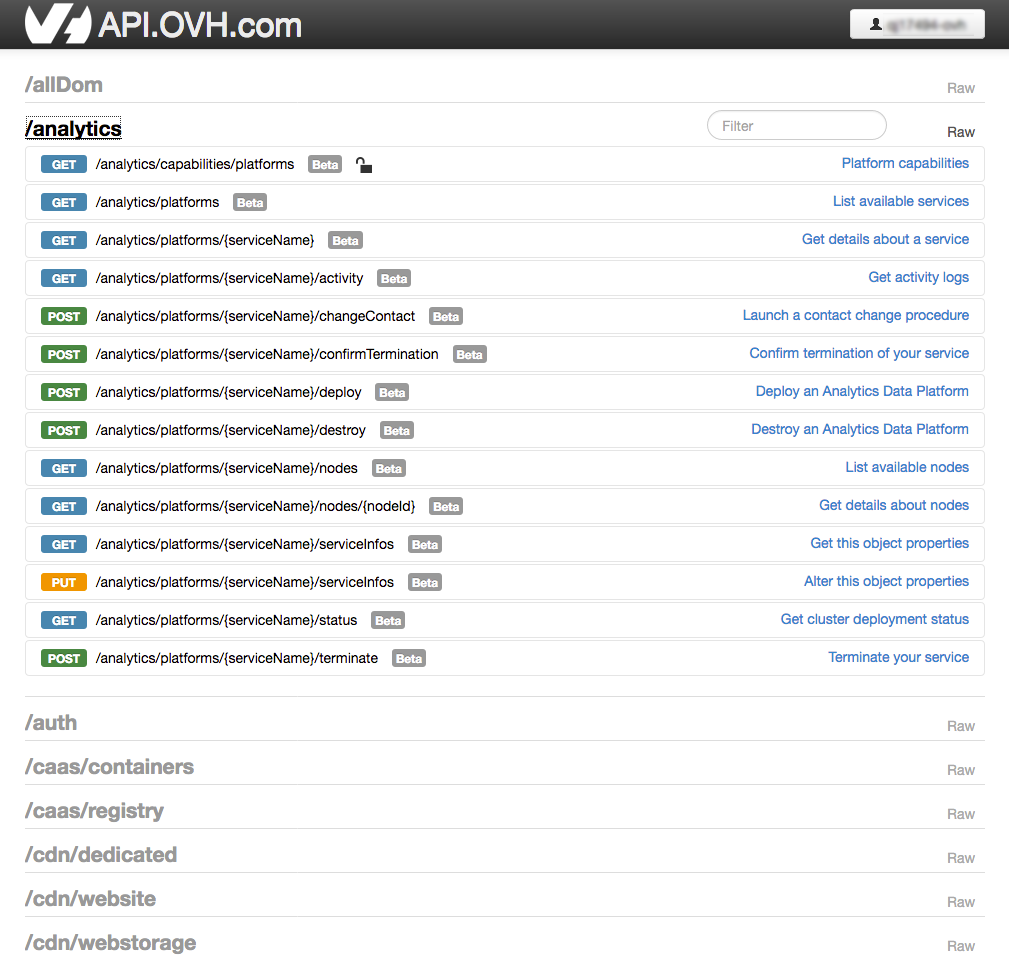 API.OVH.com
/allDom Raw
/analytics Filter Raw
GET /analytics/capabilities/platforms Beta Platform capabilities
GET /analytics/platforms Beta List available services
GET /analytics/platforms/{serviceName} Beta Get details about a service
GET /analytics/platforms/{serviceName}/activity Beta Get activity logs
POST /analytics/platforms/{serviceName}/changeContact Beta Launch a contact change procedure
POST /analytics/platforms/{serviceName}/confirmTermination Beta Confirm termination of your service
POST /analytics/platforms/{serviceName}/deploy Beta Deploy an Analytics Data Platform
POST /analytics/platforms/{serviceName}/destroy Beta Destroy an Analytics Data Platform
GET /analytics/platforms/{serviceName}/nodes Beta List available nodes
GET /analytics/platforms/{serviceName}/nodes/{nodeId} Beta Get details about nodes
GET /analytics/platforms/{serviceName}/serviceInfos Beta Get this object properties
PUT /analytics/platforms/{serviceName}/serviceInfos Beta Alter this object properties
GET /analytics/platforms/{serviceName}/status Beta Get cluster deployment status
POST /analytics/platforms/{serviceName}/terminate Beta Terminate your service
/auth Raw
/caas/containers Raw
/caas/registry Raw
/cdn/dedicated Raw
/cdn/website Raw
/cdn/webstorage Raw